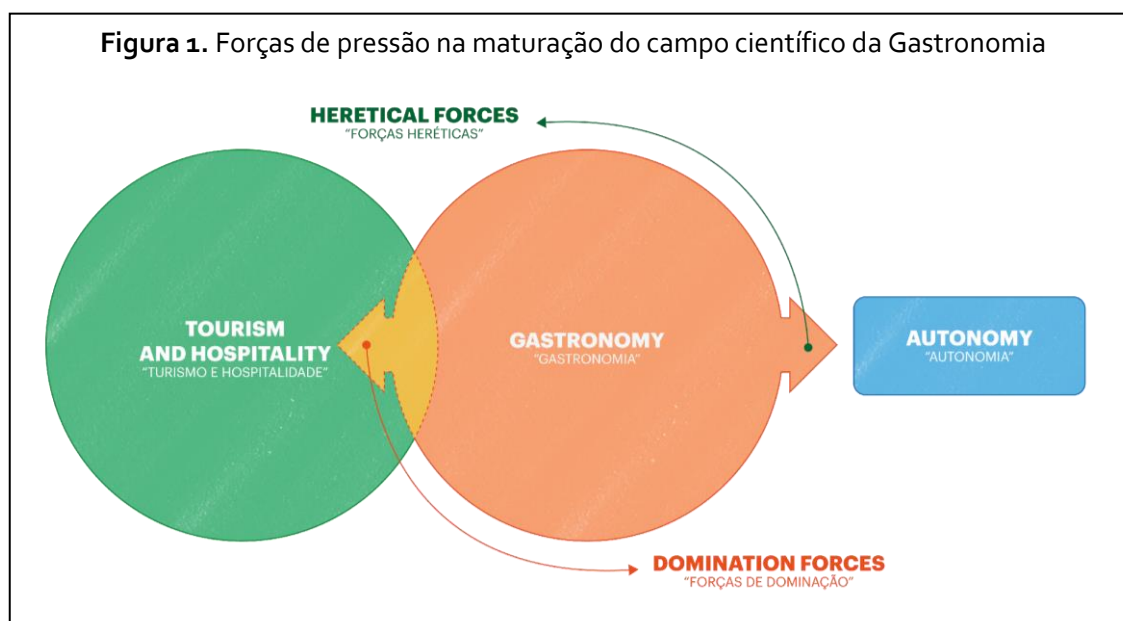 Figura 1. Forças de pressão na maturação do campo científico da Gastronomia
HERETICAL FORCES
"FORÇAS HERÉTICAS"
TOURISM
AND HOSPITALITY
"TURISMO E HOSPITALIDADE"
GASTRONOMY
"GASTRONOMIA"
AUTONOMY
"AUTONOMIA"
DOMINATION FORCES
"FORÇAS DE DOMINAÇÃO"